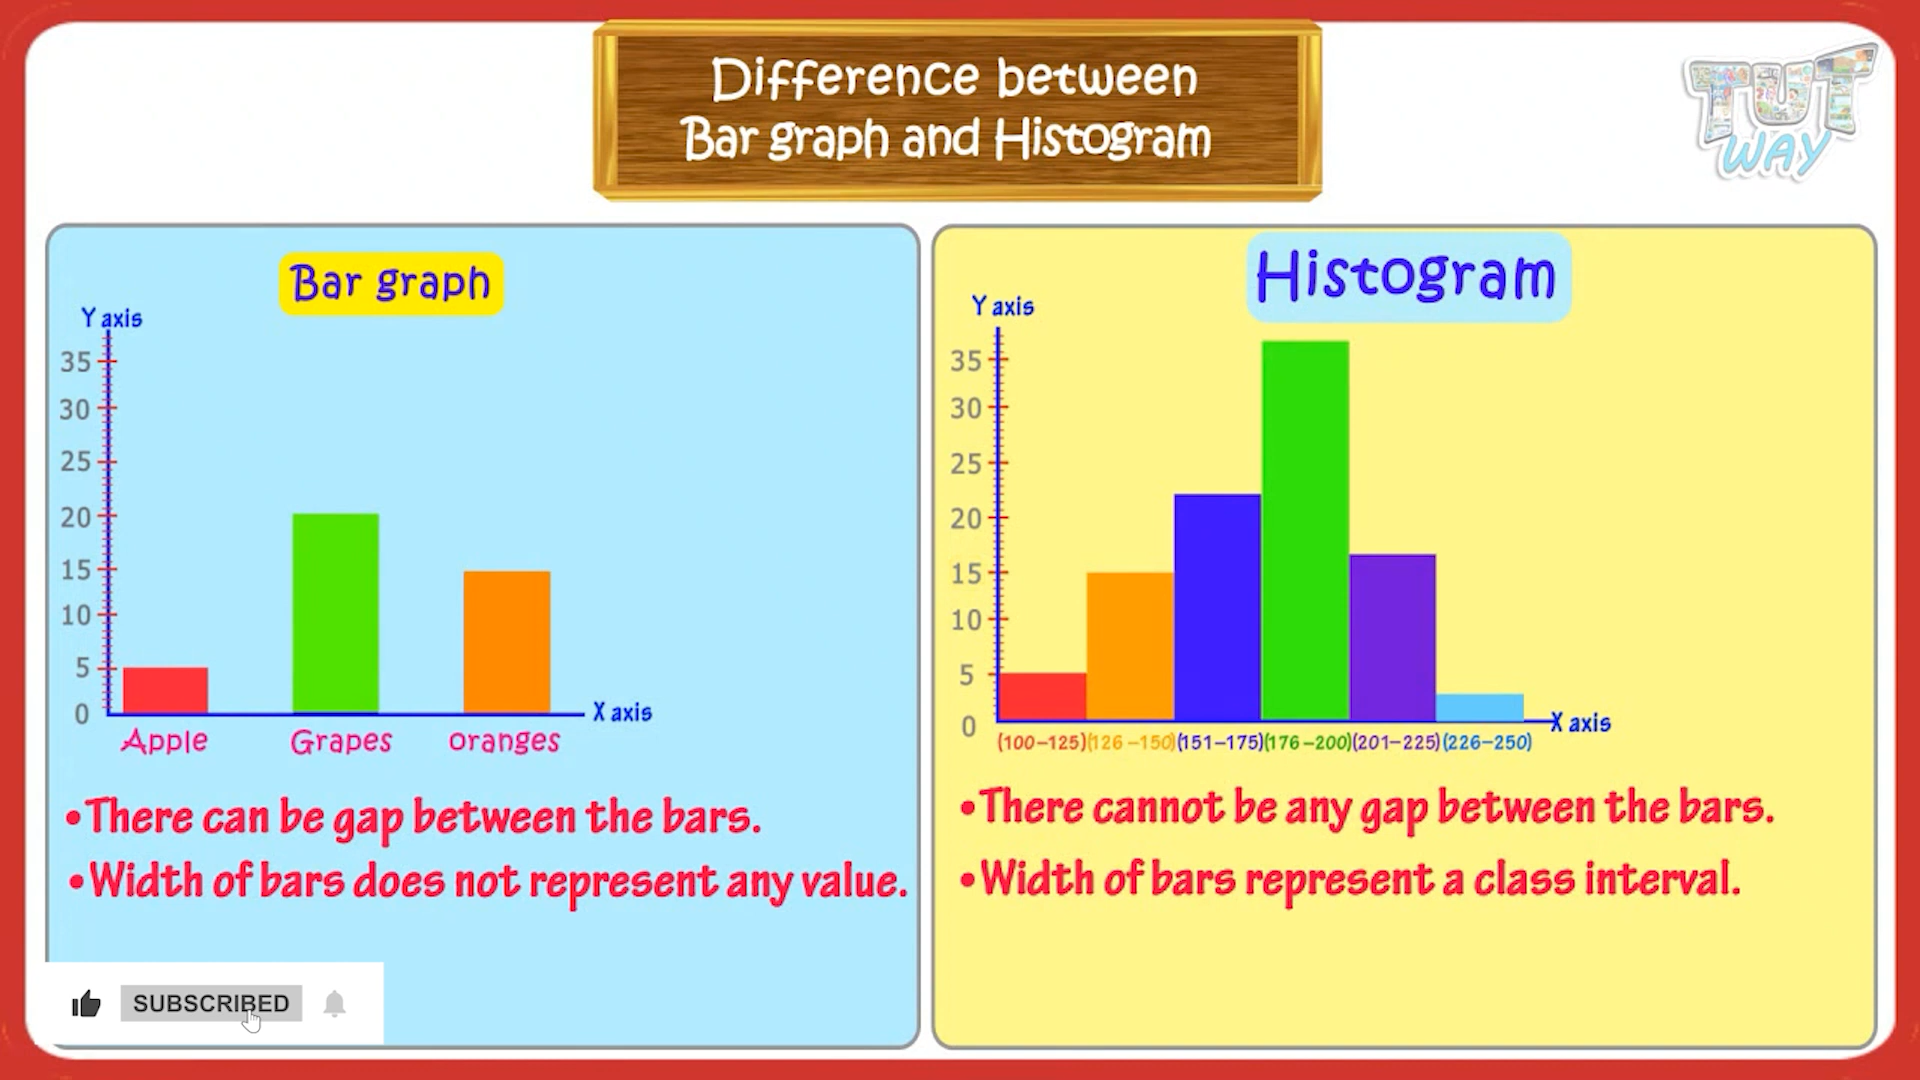 Difference between
Bar graph and Histogram
TUT
WAY
Bar graph
Y axis
35
30
25
20
15
10
5
0
X axis
Apple Grapes oranges
•There can be gap between the bars.
•Width of bars does not represent any value.
Histogram
Y axis
35
30
25
20
15
10
5
0
X axis
(100-125)(126-150)(151-175)(176-200)(201-225)(226-250)
•There cannot be any gap between the bars.
•Width of bars represent a class interval.
SUBSCRIBED